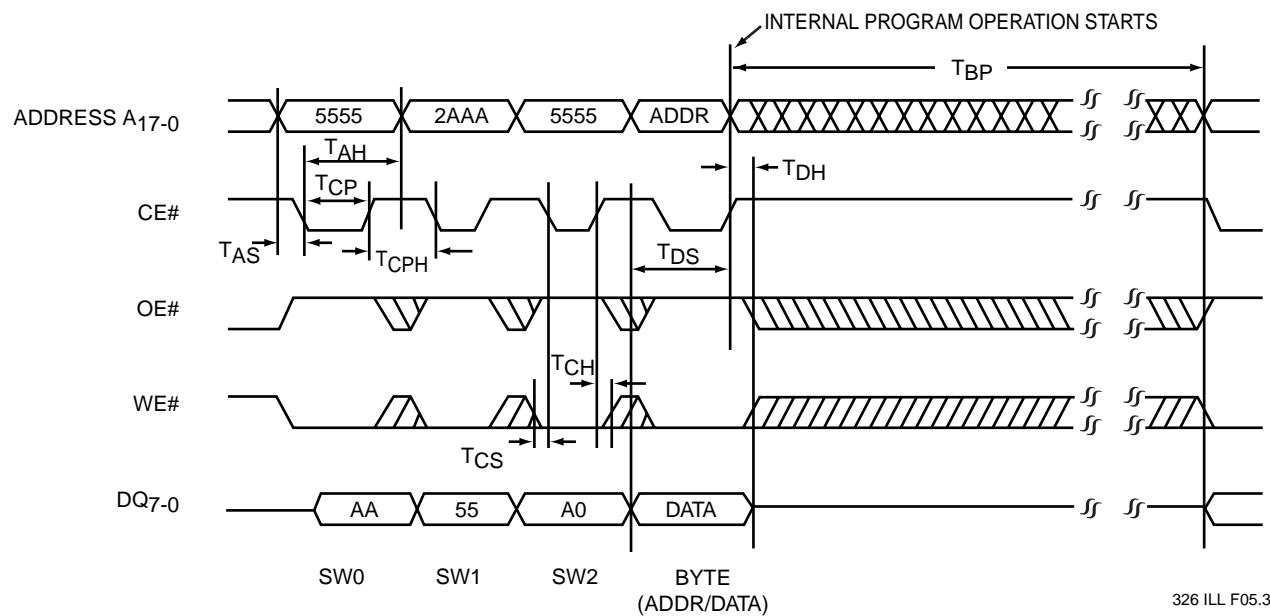 INTERNAL PROGRAM OPERATION STARTS
TBP
ADDRESS A17-0
5555
2AAA
5555
ADDR
TAH
TDH
TCP
CE#
TAS
TCPH
TDS
OE#
TCH
WE#
TCS
DQ7-0
AA
55
A0
DATA
SW0
SW1
SW2
BYTE
(ADDR/DATA)
326 ILL F05.3